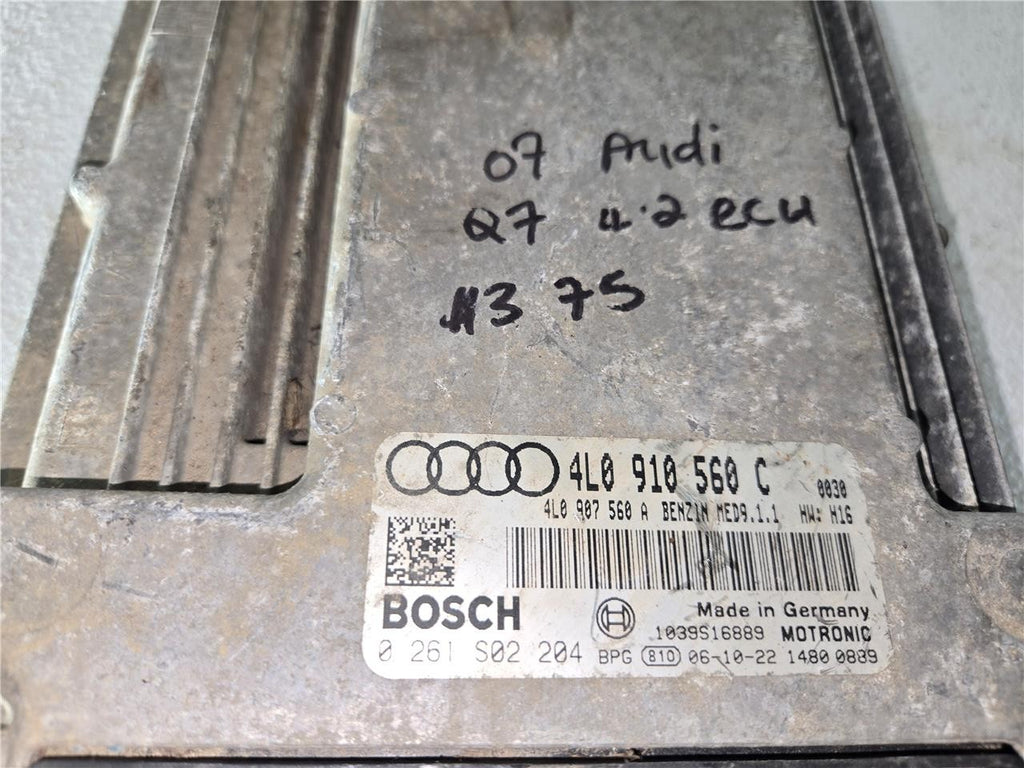 07 Audi
Q7 4.2 ecu
#3 75
4L0 910 560 C 0030
4L0 907 560 A BENZIN MED9.1.1 HW: H16
BOSCH
Made in Germany
1039S16889 MOTRONIC
0 261 S02 204 BPG 810 06-10-22 1480 0889